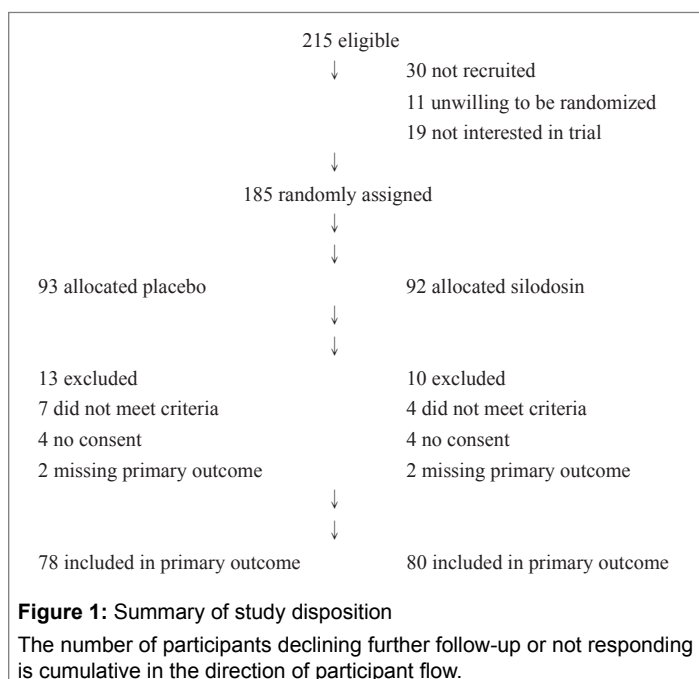 215 eligible
↓ 30 not recruited
11 unwilling to be randomized
19 not interested in trial
↓
185 randomly assigned
↓
↓
93 allocated placebo 92 allocated silodosin
↓
↓
13 excluded 10 excluded
7 did not meet criteria 4 did not meet criteria
4 no consent 4 no consent
2 missing primary outcome 2 missing primary outcome
↓
↓
78 included in primary outcome 80 included in primary outcome
Figure 1: Summary of study disposition
The number of participants declining further follow-up or not responding
is cumulative in the direction of participant flow.